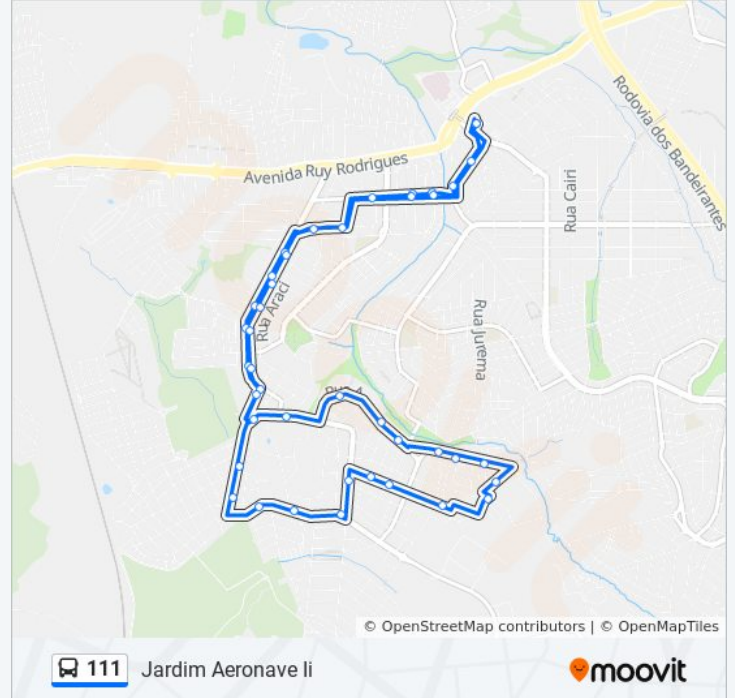 Rodovia dos Bandeirantes
Avenida Ruy Rodrigues
Rua Cairi
Rua Araci
Rua Jurema
© OpenStreetMap contributors | © OpenMapTiles
111 Jardim Aeronave Ii
moovit